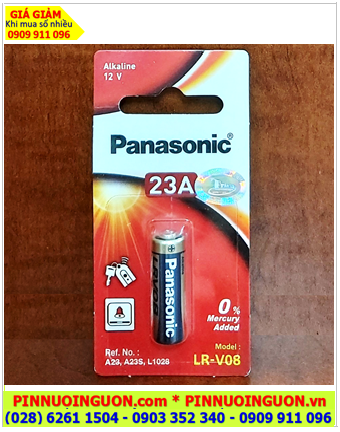 GIÁ GIẢM
Khi mua số nhiều
0909 911 096
Alkaline
12 V
Panasonic®
23A
Panasonic
0%
Mercury
Added
Model :
LR-V08
Ref. No. :
A23, A23S, L1028
PINNUOINGUON.com * PINNUOINGUON.vn
(028) 6261 1504 - 0903 352 340 - 0909 911 096